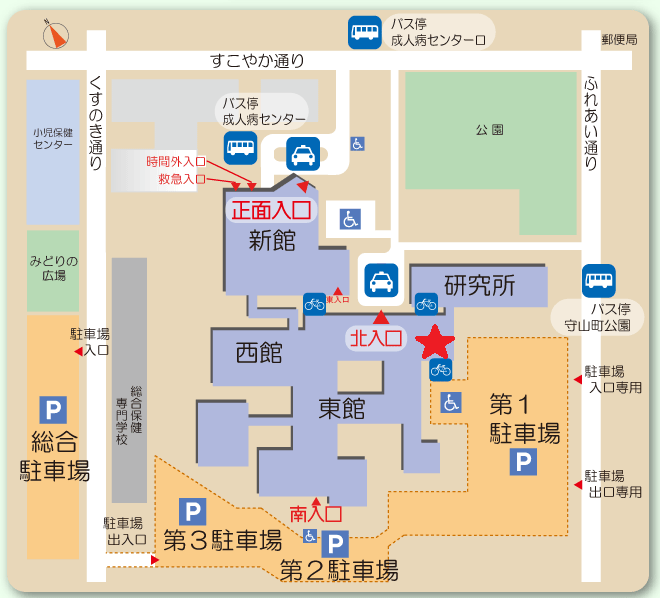 N
バス停
成人病センター口
郵便局
すこやか通り
くすのき通り
ふれあい通り
バス停
成人病センター
小児保健
センター
公園
時間外入口
救急入口
正面入口
新館
みどりの
広場
東入口
研究所
バス停
守山町公園
駐車場
入口
北入口
西館
東館
総合保健
専門学校
駐車場
入口専用
第1
駐車場
P
P
総合
駐車場
駐車場
出口専用
P
南入口
駐車場
出入口
第3駐車場
P
第2駐車場